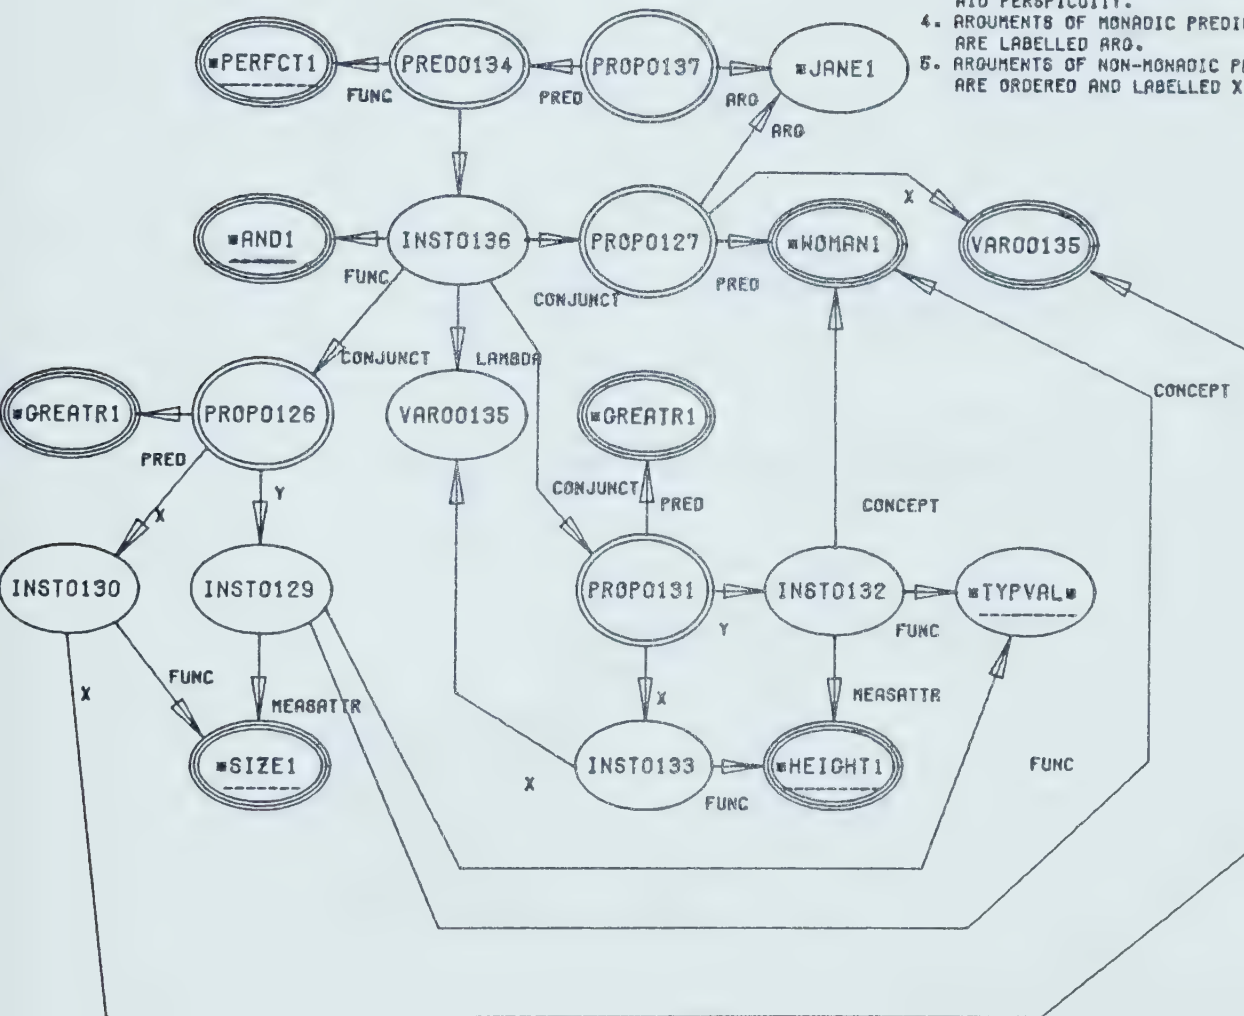 AID PERSPICUITY.
4. ARGUMENTS OF MONADIC
ARE LABELLED ARG.
5. ARGUMENTS OF NON-MONADIC
ARE ORDERED AND LABELLED X
*PERFCT1
PRED0134
PROP0137
*JANE1
FUNC
PRED
ARG
ARG
*AND1
INST0136
PROP0127
*WOMAN1
VAR00135
X
FUNC
CONJUNCT
PRED
CONJUNCT
LAMBDA
CONCEPT
*GREATR1
PROP0126
VAR00135
*GREATR1
PRED
Y
X
CONJUNCT
PRED
CONCEPT
INST0130
INST0129
PROP0131
INST0132
*TYPVAL*
Y
FUNC
X
FUNC
MEASATTR
X
MEASATTR
*SIZE1
INST0133
*HEIGHT1
FUNC
X
FUNC